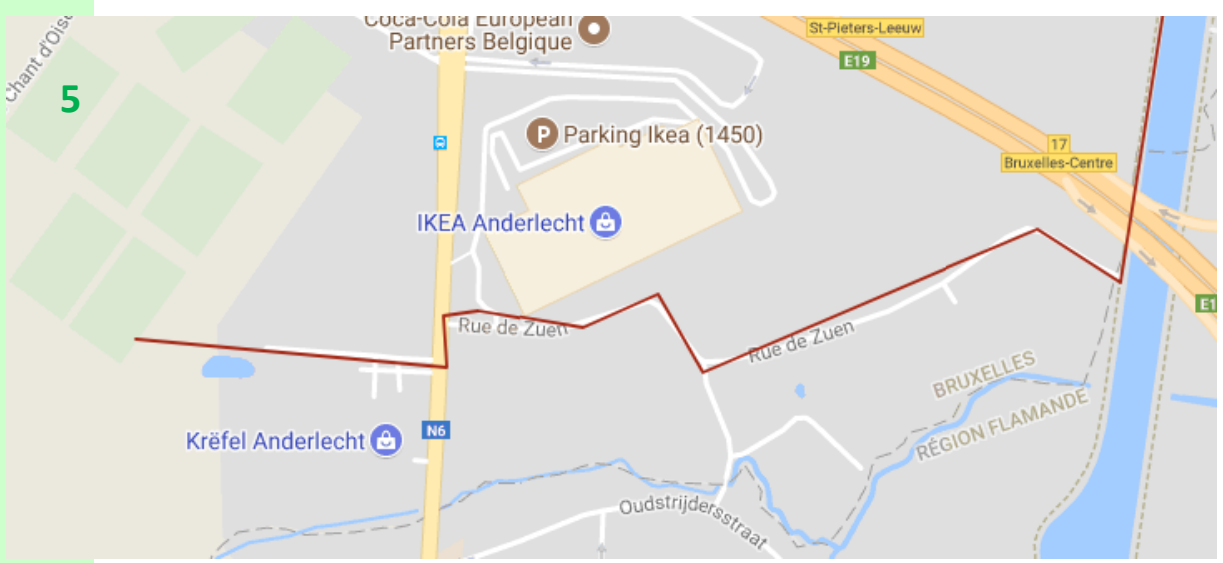 Coca-Cola European
Partners Belgique
St-Pieters-Leeuw
E19
Chant d'Oise
5
P
Parking Ikea (1450)
17
Bruxelles-Centre
IKEA Anderlecht
E1
Rue de Zuen
Rue de Zuen
BRUXELLES
RÉGION FLAMANDE
N6
Krëfel Anderlecht
Oudstrijdersstraat